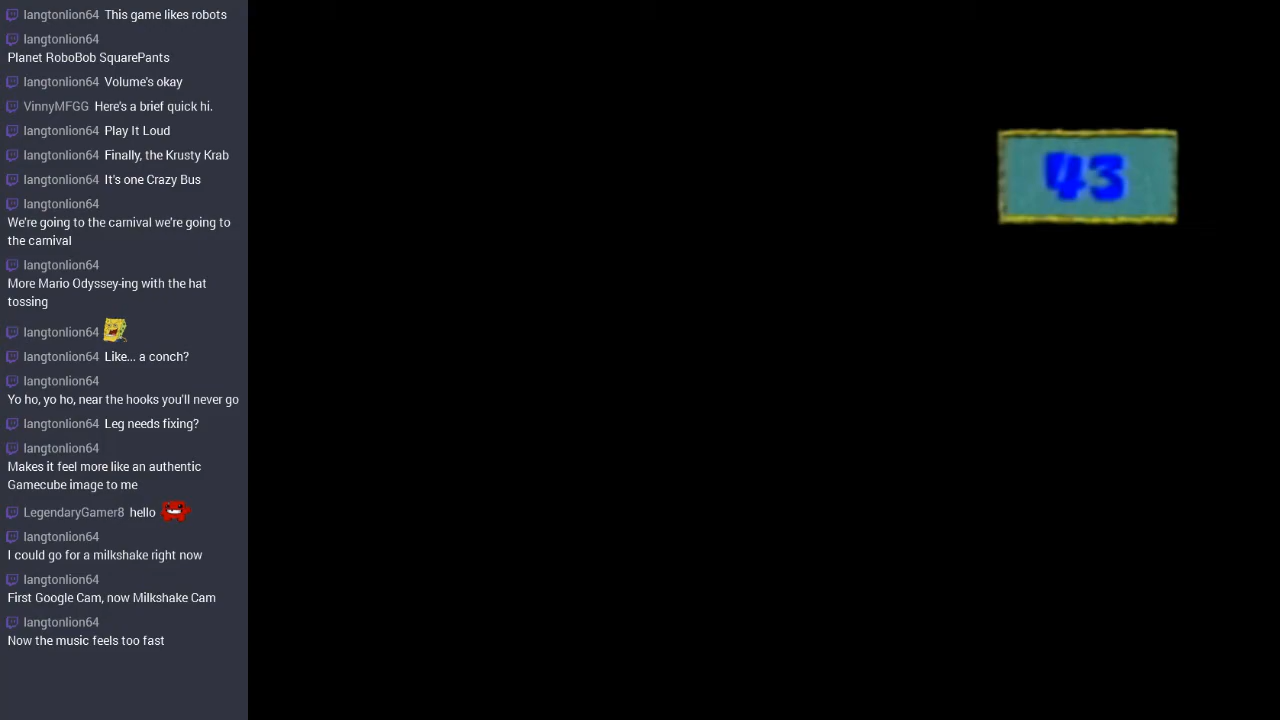 langtonlion64 This game likes robots
langtonlion64
Planet RoboBob SquarePants
langtonlion64 Volume's okay
VinnyMFGG Here's a brief quick hi.
langtonlion64 Play It Loud
langtonlion64 Finally, the Krusty Krab
langtonlion64 It's one Crazy Bus
langtonlion64
We're going to the carnival we're going to
the carnival
langtonlion64
More Mario Odyssey-ing with the hat
tossing
langtonlion64
langtonlion64 Like... a conch?
langtonlion64
Yo ho, yo ho, near the hooks you'll never go
langtonlion64 Leg needs fixing?
langtonlion64
Makes it feel more like an authentic
Gamecube image to me
LegendaryGamer8 hello
langtonlion64
I could go for a milkshake right now
langtonlion64
First Google Cam, now Milkshake Cam
langtonlion64
Now the music feels too fast
43